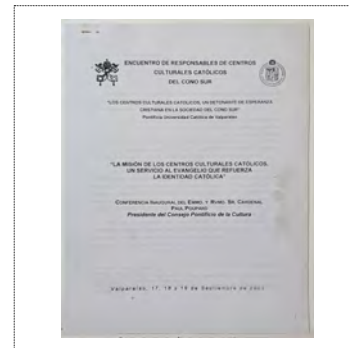 ENCUENTRO DE RESPONSABLES DE CENTROS
CULTURALES CATÓLICOS
DEL CONO SUR
"LOS CENTROS CULTURALES CATÓLICOS, UN DETONANTE DE ESPERANZA
CRISTIANA EN LA SOCIEDAD DEL CONO SUR"
Pontificia Universidad Católica de Valparaíso
"LA MISIÓN DE LOS CENTROS CULTURALES CATÓLICOS,
UN SERVICIO AL EVANGELIO QUE REFUERZA
LA IDENTIDAD CATÓLICA"
CONFERENCIA INAUGURAL DEL EMMO. Y RVMO. SR. CARDENAL
PAUL POUPARD
Presidente del Consejo Pontificio de la Cultura
Valparaíso, 17, 18 y 19 de Septiembre de